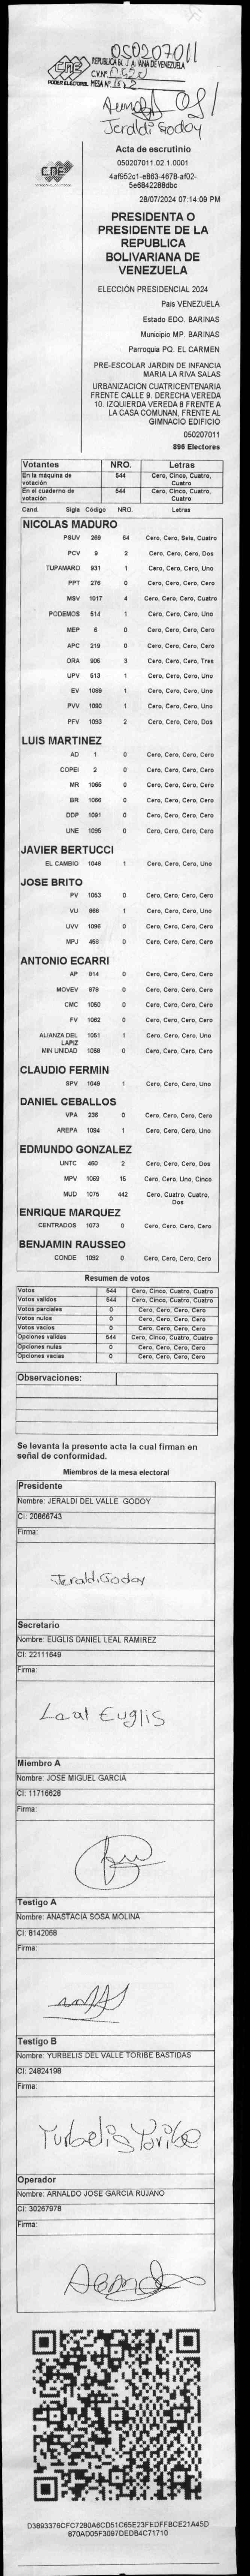 050207011
REPUBLICA BOLIVARIANA DE VENEZUELA
CNE
PODER ELECTORAL
MESA Nº
Jeraldi Godoy
CNE
Acta de escrutinio
050207011.02.1.0001
4af952c1-e863-4678-af02-
5e6842288dbc
28/07/2024 07:14:09 PM
PRESIDENTA O
PRESIDENTE DE LA
REPUBLICA
BOLIVARIANA DE
VENEZUELA
ELECCIÓN PRESIDENCIAL 2024
Pais VENEZUELA
Estado EDO. BARINAS
Municipio MP. BARINAS
Parroquia PQ. EL CARMEN
PRE-ESCOLAR JARDIN DE INFANCIA
MARIA LA RIVA SALAS
URBANIZACION CUATRICENTENARIA
FRENTE CALLE 9. DERECHA VEREDA
10. IZQUIERDA VEREDA 8 FRENTE A
LA CASA COMUNAN, FRENTE AL
GIMNACIO EDIFICIO
050207011
896 Electores
Votantes NRO. Letras
En la máquina de votación 544 Cero, Cinco, Cuatro, Cuatro
En el cuaderno de votación 544 Cero, Cinco, Cuatro, Cuatro
Cand. Sigla Código NRO. Letras
NICOLAS MADURO
PSUV 269 64 Cero, Cero, Seis, Cuatro
PCV 9 2 Cero, Cero, Cero, Dos
TUPAMARO 931 1 Cero, Cero, Cero, Uno
PPT 276 0 Cero, Cero, Cero, Cero
MSV 1017 4 Cero, Cero, Cero, Cuatro
PODEMOS 514 1 Cero, Cero, Cero, Uno
MEP 6 0 Cero, Cero, Cero, Cero
APC 219 0 Cero, Cero, Cero, Cero
ORA 906 3 Cero, Cero, Cero, Tres
UPV 513 1 Cero, Cero, Cero, Uno
EV 1089 1 Cero, Cero, Cero, Uno
PVV 1090 1 Cero, Cero, Cero, Uno
PFV 1093 2 Cero, Cero, Cero, Dos
LUIS MARTINEZ
AD 1 0 Cero, Cero, Cero, Cero
COPEI 2 0 Cero, Cero, Cero, Cero
MR 1065 0 Cero, Cero, Cero, Cero
BR 1066 0 Cero, Cero, Cero, Cero
DDP 1091 0 Cero, Cero, Cero, Cero
UNE 1095 0 Cero, Cero, Cero, Cero
JAVIER BERTUCCI
EL CAMBIO 1048 1 Cero, Cero, Cero, Uno
JOSE BRITO
PV 1053 0 Cero, Cero, Cero, Cero
VU 868 1 Cero, Cero, Cero, Uno
UVV 1096 0 Cero, Cero, Cero, Cero
MPJ 459 0 Cero, Cero, Cero, Cero
ANTONIO ECARRI
AP 814 0 Cero, Cero, Cero, Cero
MOVEV 979 0 Cero, Cero, Cero, Cero
CMC 1050 0 Cero, Cero, Cero, Cero
FV 1062 0 Cero, Cero, Cero, Cero
ALIANZA DEL LAPIZ 1051 1 Cero, Cero, Cero, Uno
MIN UNIDAD 1068 0 Cero, Cero, Cero, Cero
CLAUDIO FERMIN
SPV 1049 1 Cero, Cero, Cero, Uno
DANIEL CEBALLOS
VPA 236 0 Cero, Cero, Cero, Cero
AREPA 1094 1 Cero, Cero, Cero, Uno
EDMUNDO GONZALEZ
UNTC 460 2 Cero, Cero, Cero, Dos
MPV 1069 15 Cero, Cero, Uno, Cinco
MUD 1075 442 Cero, Cuatro, Cuatro, Dos
ENRIQUE MARQUEZ
CENTRADOS 1073 0 Cero, Cero, Cero, Cero
BENJAMIN RAUSSEO
CONDE 1092 0 Cero, Cero, Cero, Cero
Resumen de votos
Votos 544 Cero, Cinco, Cuatro, Cuatro
Votos validos 544 Cero, Cinco, Cuatro, Cuatro
Votos parciales 0 Cero, Cero, Cero, Cero
Votos nulos 0 Cero, Cero, Cero, Cero
Votos vacios 0 Cero, Cero, Cero, Cero
Opciones validas 544 Cero, Cinco, Cuatro, Cuatro
Opciones nulas 0 Cero, Cero, Cero, Cero
Opciones vacias 0 Cero, Cero, Cero, Cero
Observaciones:
Se levanta la presente acta la cual firman en
señal de conformidad.
Miembros de la mesa electoral
Presidente
Nombre: JERALDI DEL VALLE GODOY
CI: 20866743
Firma:
Jeraldi Godoy
Secretario
Nombre: EUGLIS DANIEL LEAL RAMIREZ
CI: 22111649
Firma:
Leal Euglis
Miembro A
Nombre: JOSE MIGUEL GARCIA
CI: 11716628
Firma:
Testigo A
Nombre: ANASTACIA SOSA MOLINA
CI: 8142068
Firma:
Testigo B
Nombre: YURBELIS DEL VALLE TORIBE BASTIDAS
CI: 24824198
Firma:
Yurbelis Toribe
Operador
Nombre: ARNALDO JOSE GARCIA RUJANO
CI: 30267978
Firma:
D3893376CFC7280A6CD51C65E23FEDFFBCE21A45D
870AD05F3097DEDB4C71710